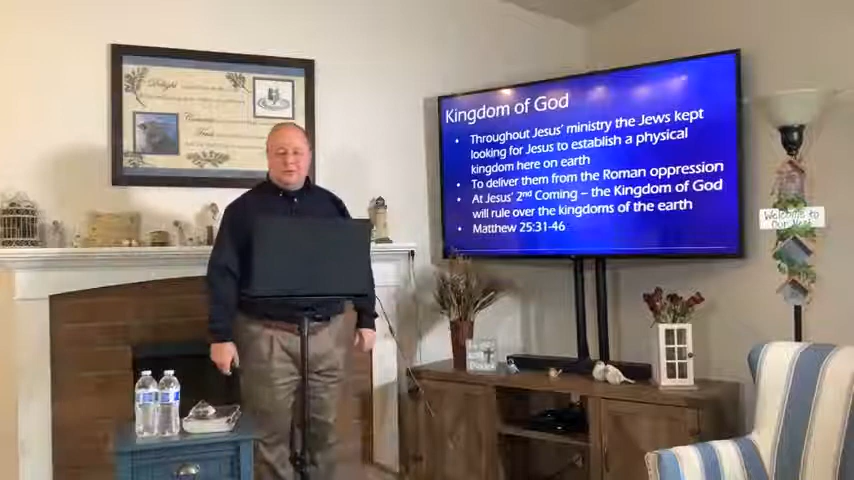 Delight
Kingdom of God
• Throughout Jesus' ministry the Jews kept
looking for Jesus to establish a physical
kingdom here on earth
• To deliver them from the Roman oppression
• At Jesus' 2nd Coming – the Kingdom of God
will rule over the kingdoms of the earth
• Matthew 25:31-46
Welcome to
Our Nest